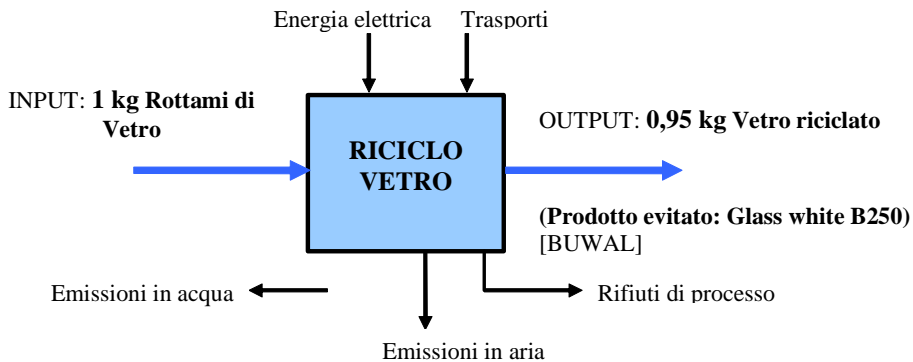 Energia elettrica
Trasporti
INPUT: 1 kg Rottami di
Vetro
RICICLO
VETRO
OUTPUT: 0,95 kg Vetro riciclato
(Prodotto evitato: Glass white B250)
[BUWAL]
Emissioni in acqua
Rifiuti di processo
Emissioni in aria